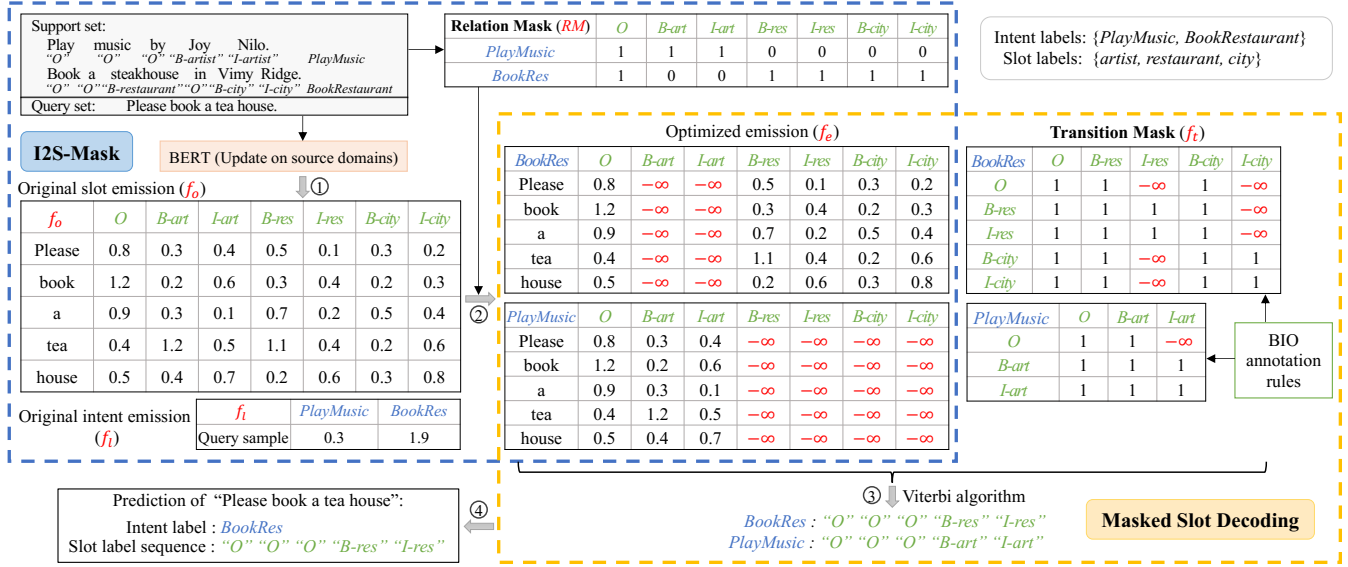 Support set:
Play music by Joy Nilo.
"O" "O" "O" "B-artist" "I-artist" PlayMusic
Book a steakhouse in Vimy Ridge.
"O" "O" "B-restaurant" "O" "B-city" "I-city" BookRestaurant
Query set: Please book a tea house.
Relation Mask (RM) O B-art I-art B-res I-res B-city I-city
PlayMusic 1 1 1 0 0 0 0
BookRes 1 0 0 1 1 1 1
Intent labels: {PlayMusic, BookRestaurant}
Slot labels: {artist, restaurant, city}
I2S-Mask
BERT (Update on source domains)
①
Original slot emission (fo)
fo O B-art I-art B-res I-res B-city I-city
Please 0.8 0.3 0.4 0.5 0.1 0.3 0.2
book 1.2 0.2 0.6 0.3 0.4 0.2 0.3
a 0.9 0.3 0.1 0.7 0.2 0.5 0.4
tea 0.4 1.2 0.5 1.1 0.4 0.2 0.6
house 0.5 0.4 0.7 0.2 0.6 0.3 0.8
Original intent emission
(fl)
fl PlayMusic BookRes
Query sample 0.3 1.9
②
Optimized emission (fe)
BookRes O B-art I-art B-res I-res B-city I-city
Please 0.8 −∞ −∞ 0.5 0.1 0.3 0.2
book 1.2 −∞ −∞ 0.3 0.4 0.2 0.3
a 0.9 −∞ −∞ 0.7 0.2 0.5 0.4
tea 0.4 −∞ −∞ 1.1 0.4 0.2 0.6
house 0.5 −∞ −∞ 0.2 0.6 0.3 0.8
PlayMusic O B-art I-art B-res I-res B-city I-city
Please 0.8 0.3 0.4 −∞ −∞ −∞ −∞
book 1.2 0.2 0.6 −∞ −∞ −∞ −∞
a 0.9 0.3 0.1 −∞ −∞ −∞ −∞
tea 0.4 1.2 0.5 −∞ −∞ −∞ −∞
house 0.5 0.4 0.7 −∞ −∞ −∞ −∞
Transition Mask (ft)
BookRes O B-res I-res B-city I-city
O 1 1 −∞ 1 −∞
B-res 1 1 1 1 −∞
I-res 1 1 1 1 −∞
B-city 1 1 −∞ 1 1
I-city 1 1 −∞ 1 1
PlayMusic O B-art I-art
O 1 1 −∞
B-art 1 1 1
I-art 1 1 1
BIO
annotation
rules
③ Viterbi algorithm
BookRes : "O" "O" "O" "B-res" "I-res"
PlayMusic : "O" "O" "O" "B-art" "I-art"
Masked Slot Decoding
④
Prediction of "Please book a tea house":
Intent label : BookRes
Slot label sequence : "O" "O" "O" "B-res" "I-res"